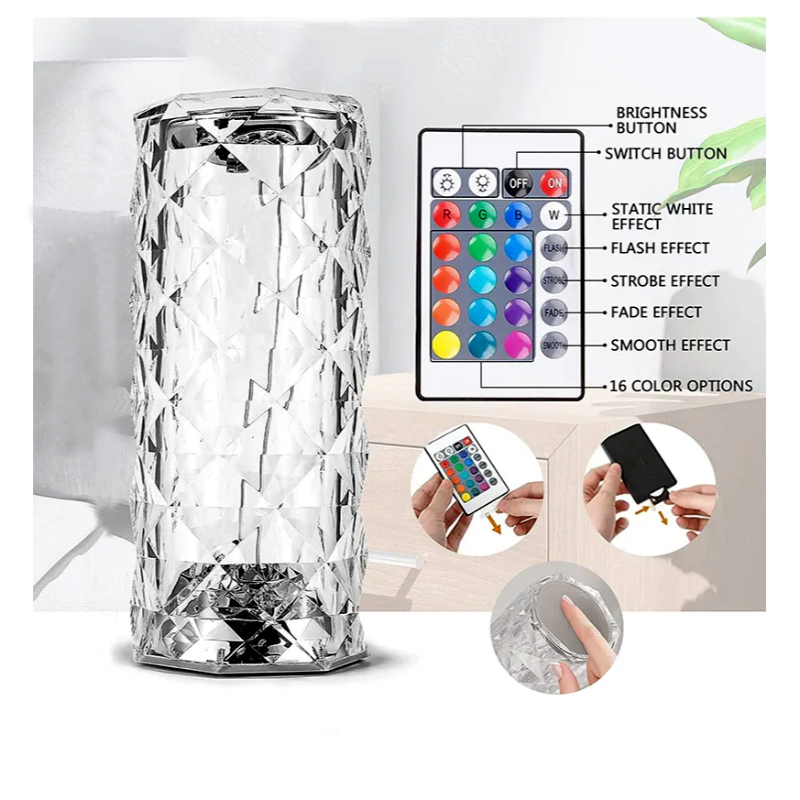 BRIGHTNESS
BUTTON
SWITCH BUTTON
OFF ON
R G B W
STATIC WHITE
EFFECT
FLASH
FLASH EFFECT
STROBE EFFECT
FADE
FADE EFFECT
SMOOTH
SMOOTH EFFECT
16 COLOR OPTIONS